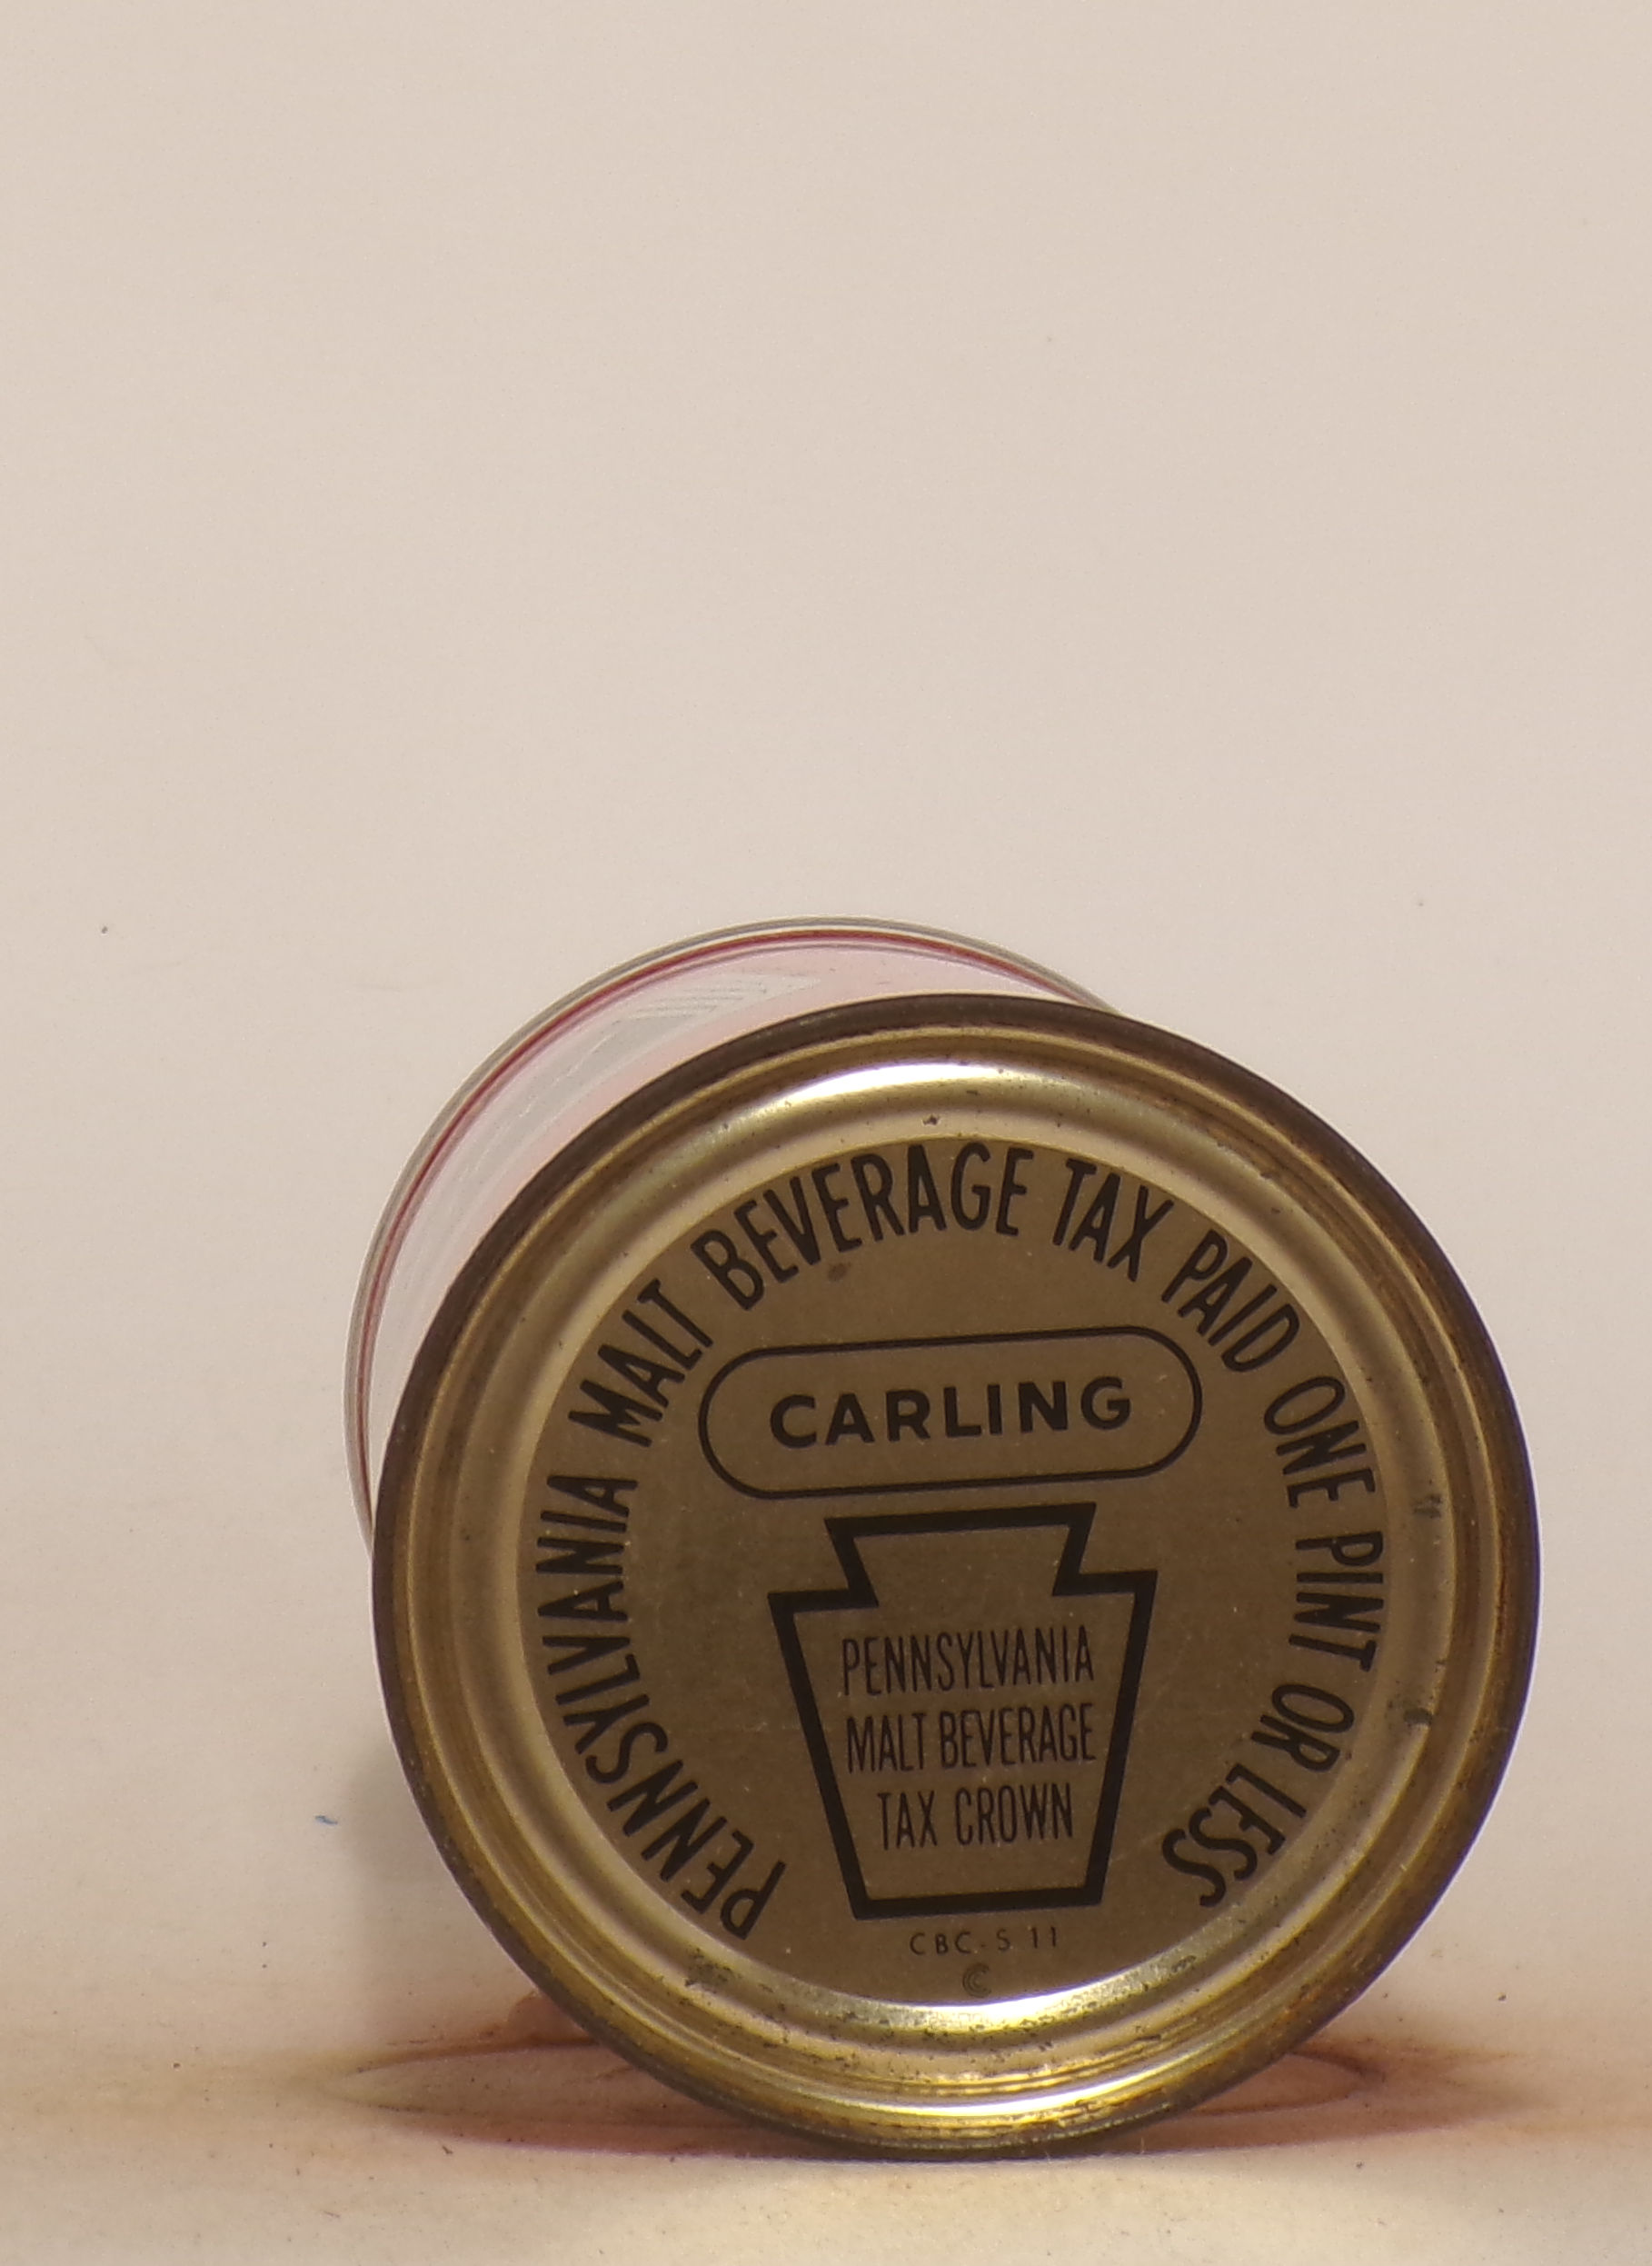 PENNSYLVANIA MALT BEVERAGE TAX PAID ONE PINT OR LESS
CARLING
PENNSYLVANIA
MALT BEVERAGE
TAX CROWN
CBC-S 11
C